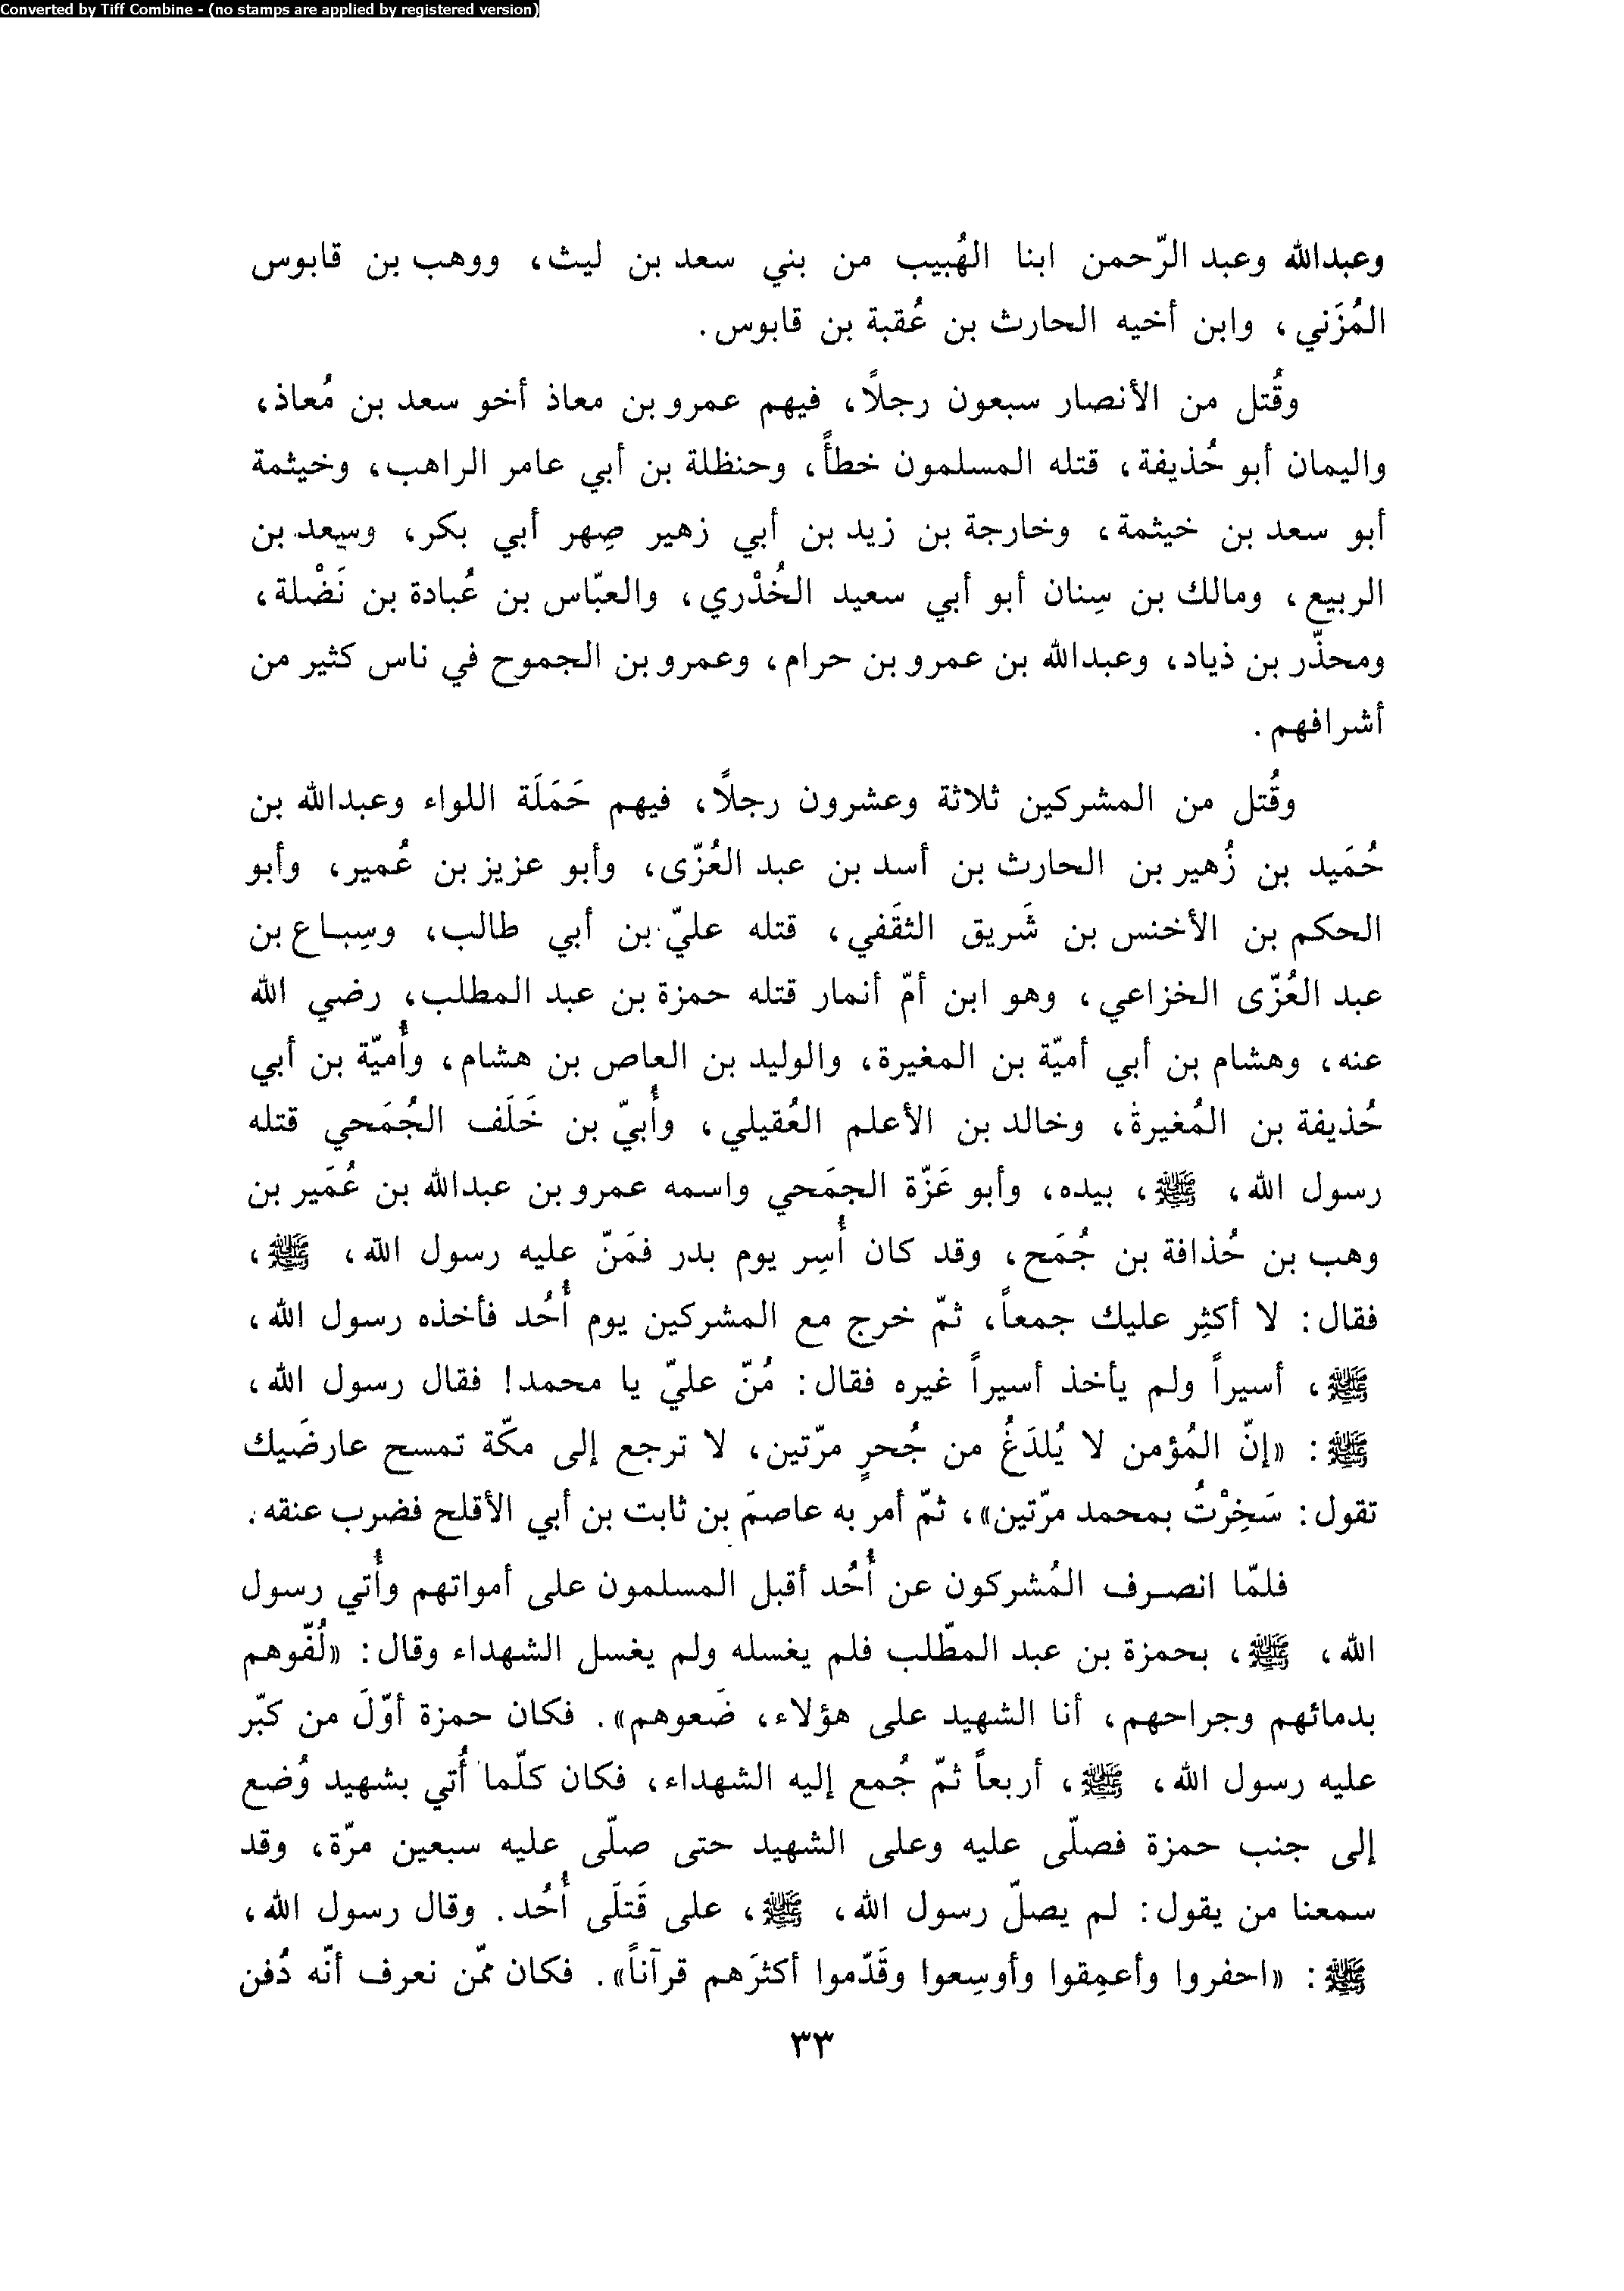 Converted by Tiff Combine - (no stamps are applied by registered version)
وعبدالله وعبد الرّحمن ابنا الهُبيب من بني سعد بن ليث، ووهب بن قابوس
المُزَني، وابن أخيه الحارث بن عُقبة بن قابوس.
وقُتل من الأنصار سبعون رجلاً، فيهم عمرو بن معاذ أخو سعد بن مُعاذ،
واليمان أبو حُذيفة، قتله المسلمون خطأً، وحنظلة بن أبي عامر الراهب، وخيثمة
أبو سعد بن خيثمة، وخارجة بن زيد بن أبي زهير صِهر أبي بكر، وسعد بن
الربيع، ومالك بن سِنان أبو أبي سعيد الخُدْري، والعبّاس بن عُبادة بن نَضْلة،
ومحذّر بن ذياد، وعبدالله بن عمرو بن حرام، وعمرو بن الجموح في ناس كثير من
أشرافهم.
وقُتل من المشركين ثلاثة وعشرون رجلاً، فيهم حَمَلَة اللواء وعبدالله بن
حُمَيد بن زُهير بن الحارث بن أسد بن عبد العُزّى، وأبو عزيز بن عُمير، وأبو
الحكم بن الأخنس بن شَريق الثقَفي، قتله عليّ بن أبي طالب، وسِباع بن
عبد العُزّى الخزاعي، وهو ابن أمّ أنمار قتله حمزة بن عبد المطلب، رضي الله
عنه، وهشام بن أبي أميّة بن المغيرة، والوليد بن العاص بن هشام، وأُميّة بن أبي
حُذيفة بن المُغيرة، وخالد بن الأعلم العُقيلي، وأُبيّ بن خَلَف الجُمَحي قتله
رسول الله، ﷺ، بيده، وأبو عَزّة الجمَحي واسمه عمرو بن عبدالله بن عُمَير بن
وهب بن حُذافة بن جُمَح، وقد كان أُسِر يوم بدر فمَنّ عليه رسول الله، ﷺ،
فقال: لا أكثِر عليك جمعاً، ثمّ خرج مع المشركين يوم أُحُد فأخذه رسول الله،
ﷺ، أسيراً ولم يأخذ أسيراً غيره فقال: مُنّ عليّ يا محمد! فقال رسول الله،
ﷺ: «إنّ المُؤمن لا يُلدَغُ من جُحرٍ مرّتين، لا ترجع إلى مكّة تمسح عارضَيك
تقول: سَخِرْتُ بمحمد مرّتين»، ثمّ أمر به عاصمَ بن ثابت بن أبي الأقلح فضرب عنقه.
فلمّا انصرف المُشركون عن أُحُد أقبل المسلمون على أمواتهم وأُتي رسول
الله، ﷺ، بحمزة بن عبد المطّلب فلم يغسله ولم يغسل الشهداء وقال: «لُفّوهم
بدمائهم وجراحهم، أنا الشهيد على هؤلاء، ضَعوهم». فكان حمزة أوّلَ من كبّر
عليه رسول الله، ﷺ، أربعاً ثمّ جُمع إليه الشهداء، فكان كلّما أُتي بشهيد وُضع
إلى جنب حمزة فصلّى عليه وعلى الشهيد حتى صلّى عليه سبعين مرّة، وقد
سمعنا من يقول: لم يصلّ رسول الله، ﷺ، على قَتلَى أُحُد. وقال رسول الله،
ﷺ: «احفروا وأعمِقوا وأوسِعوا وقَدّموا أكثرَهم قرآناً». فكان ممّن نعرف أنّه دُفن
٣٣